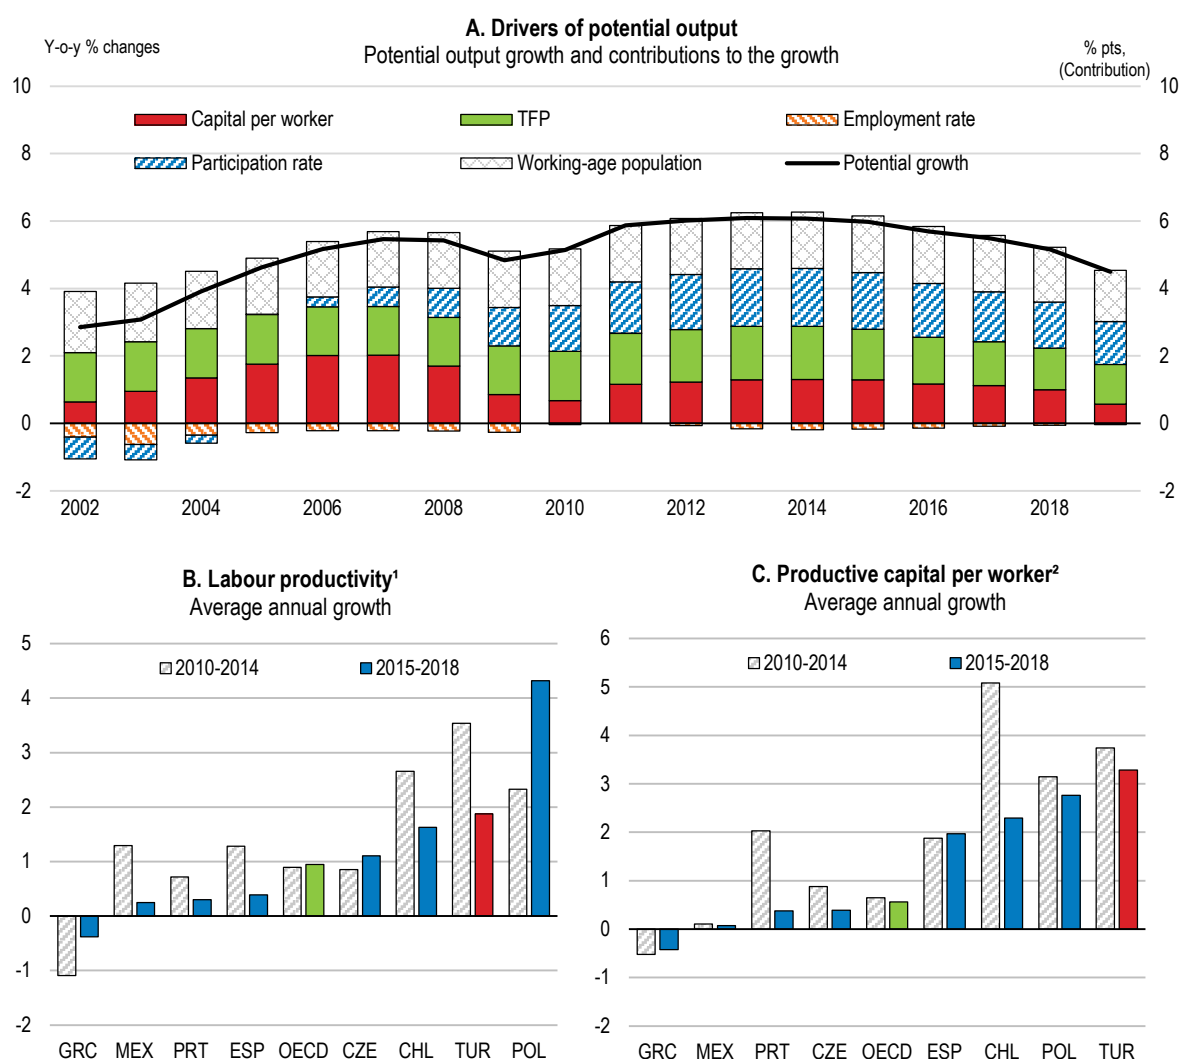 A. Drivers of potential output
Y-o-y % changes
Potential output growth and contributions to the growth
% pts,
(Contribution)
10 10
Capital per worker TFP Employment rate
8 8
Participation rate Working-age population Potential growth
6 6
4 4
2 2
0 0
-2 -2
2002 2004 2006 2008 2010 2012 2014 2016 2018
B. Labour productivity¹
Average annual growth
5
2010-2014 2015-2018
4
3
2
1
0
-1
-2
GRC MEX PRT ESP OECD CZE CHL TUR POL
C. Productive capital per worker²
Average annual growth
6
2010-2014 2015-2018
5
4
3
2
1
0
-1
-2
GRC MEX PRT CZE OECD ESP CHL POL TUR